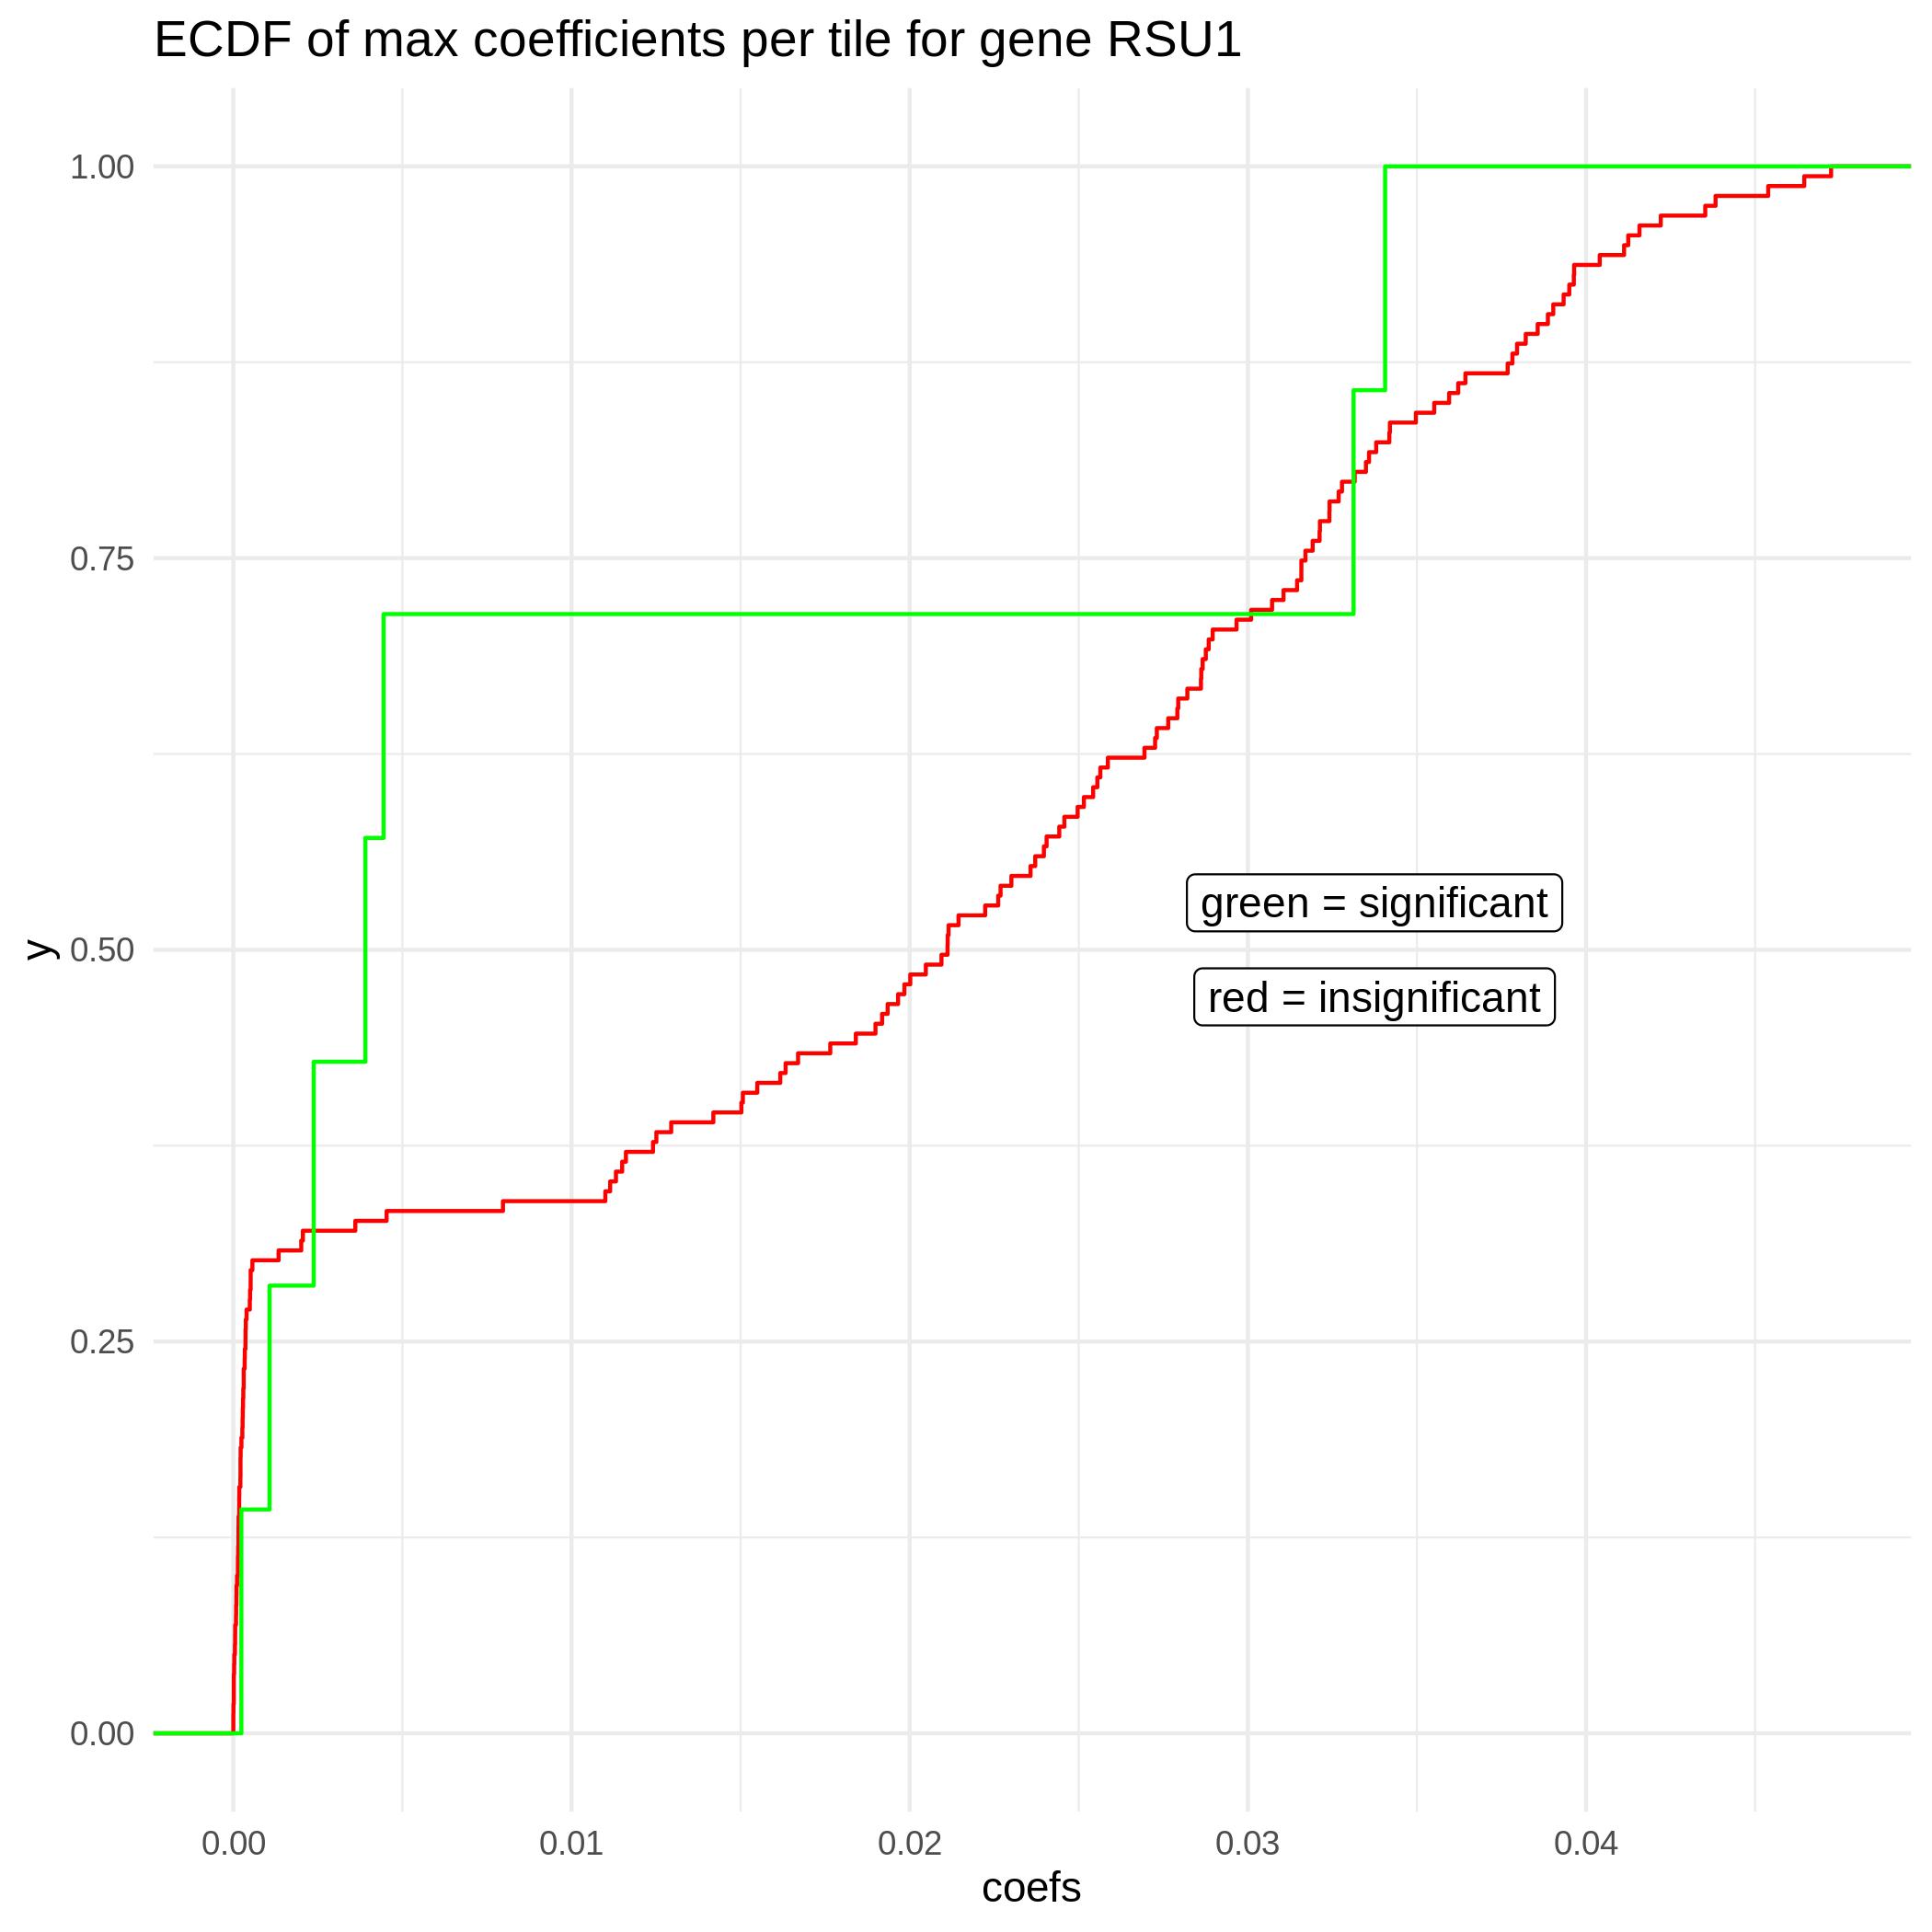 ECDF of max coefficients per tile for gene RSU1
1.00
0.75
0.50
0.25
0.00
y
green = significant
red = insignificant
0.00 0.01 0.02 0.03 0.04
coefs